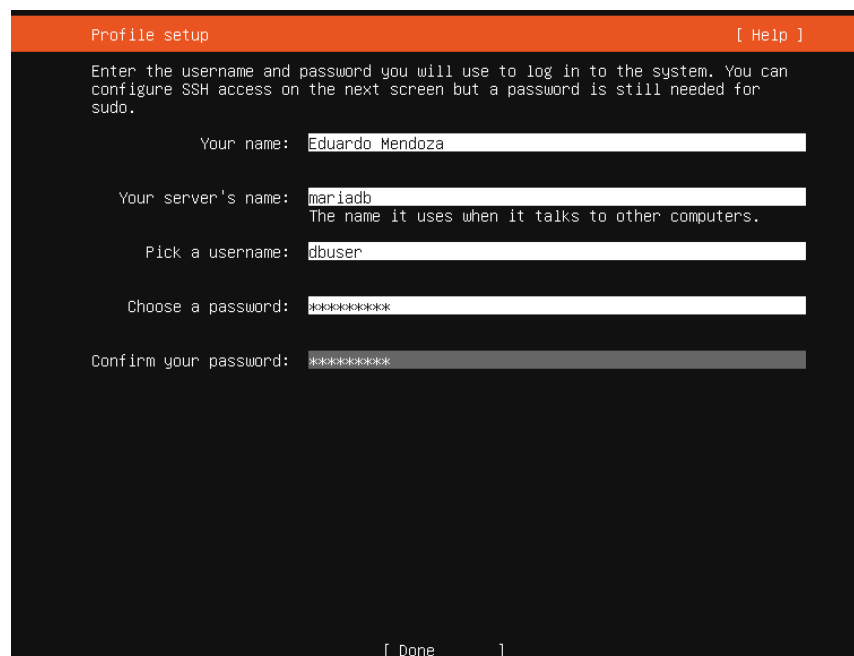 Profile setup [ Help ]
Enter the username and password you will use to log in to the system. You can
configure SSH access on the next screen but a password is still needed for
sudo.
Your name: Eduardo Mendoza
Your server's name: mariadb
The name it uses when it talks to other computers.
Pick a username: dbuser
Choose a password: *********
Confirm your password: *********
[ Done ]